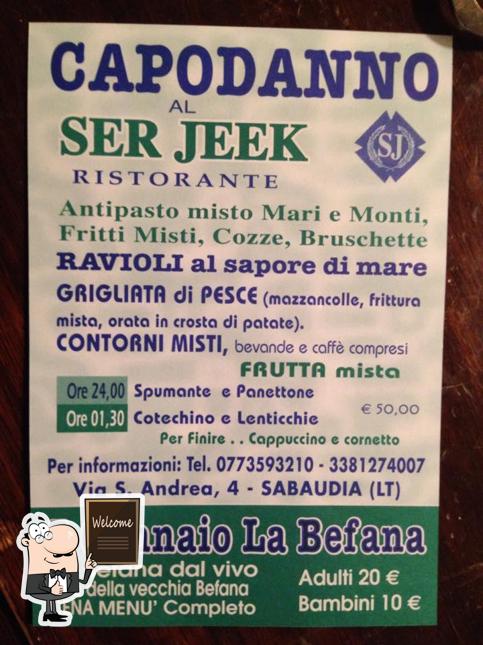 CAPODANNO
AL
SER JEEK
SJ
RISTORANTE
Antipasto misto Mari e Monti,
Fritti Misti, Cozze, Bruschette
RAVIOLI al sapore di mare
GRIGLIATA di PESCE (mazzancolle, frittura
mista, orata in crosta di patate).
CONTORNI MISTI, bevande e caffè compresi
FRUTTA mista
Ore 24,00 Spumante e Panettone
€ 50,00
Ore 01,30 Cotechino e Lenticchie
Per Finire . . Cappuccino e cornetto
Per informazioni: Tel. 0773593210 - 3381274007
Via S. Andrea, 4 - SABAUDIA (LT)
Welcome
La Befana
dal vivo
della vecchia Befana
MENU' Completo
Adulti 20 €
Bambini 10 €